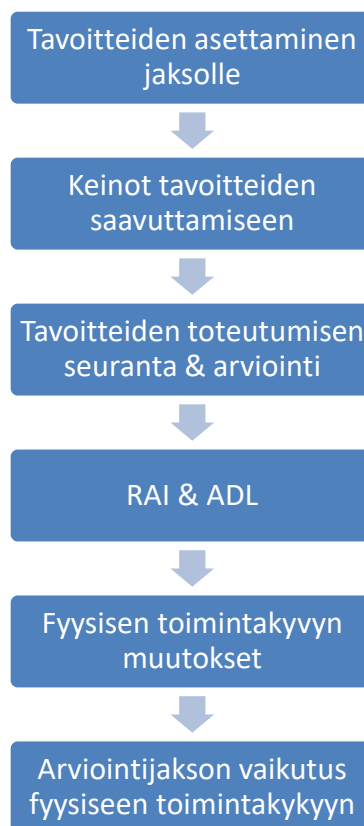 Tavoitteiden asettaminen
jaksolle
Keinot tavoitteiden
saavuttamiseen
Tavoitteiden toteutumisen
seuranta & arviointi
RAI & ADL
Fyysisen toimintakyvyn
muutokset
Arviointijakson vaikutus
fyysiseen toimintakykyyn